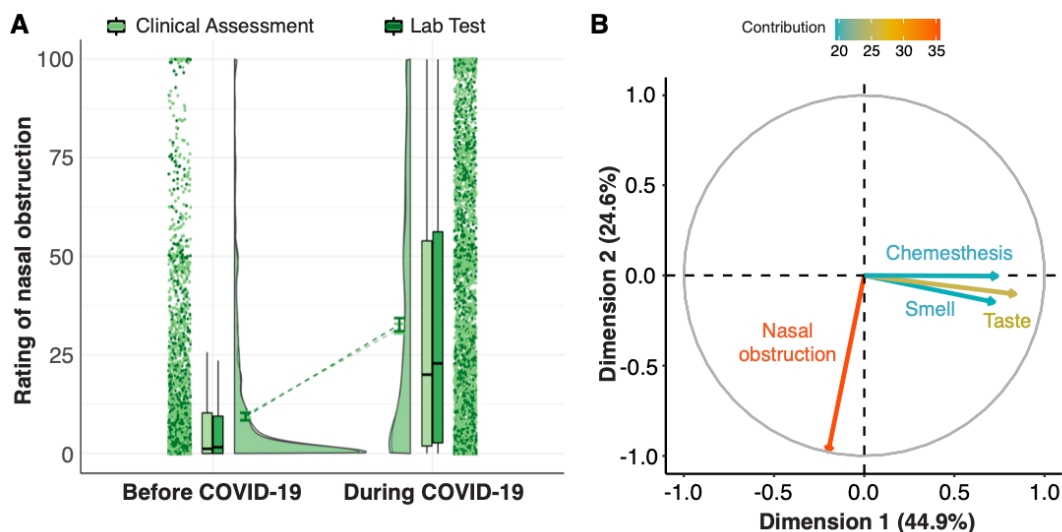 A
Clinical Assessment
Lab Test
Rating of nasal obstruction
100
75
50
25
0
Before COVID-19
During COVID-19
B
Contribution
20 25 30 35
Dimension 2 (24.6%)
1.0
0.5
0.0
-0.5
-1.0
Chemesthesis
Smell
Taste
Nasal
obstruction
-1.0 -0.5 0.0 0.5 1.0
Dimension 1 (44.9%)